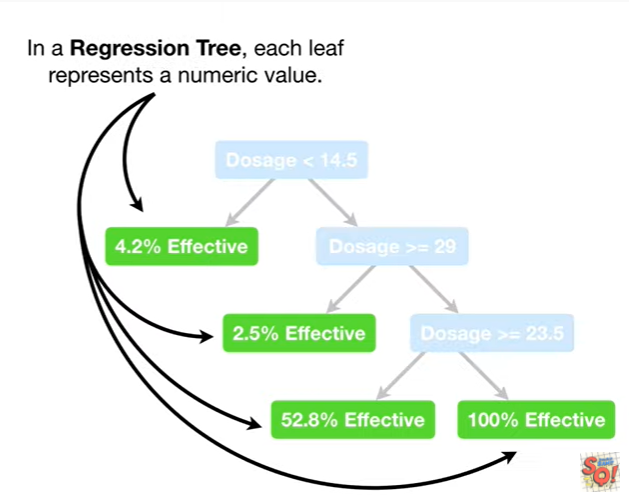 In a Regression Tree, each leaf
represents a numeric value.
Dosage < 14.5
4.2% Effective
Dosage >= 29
2.5% Effective
Dosage >= 23.5
52.8% Effective
100% Effective
SQ!